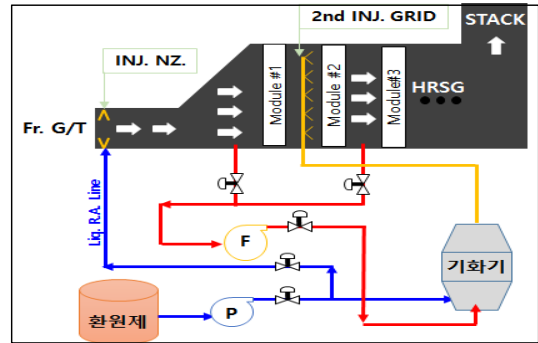 STACK
2nd INJ. GRID
INJ. NZ.
Module #1
Module #2
Module#3
HRSG
Fr. G/T
Liq. R.A. Line
F
기화기
환원제
P